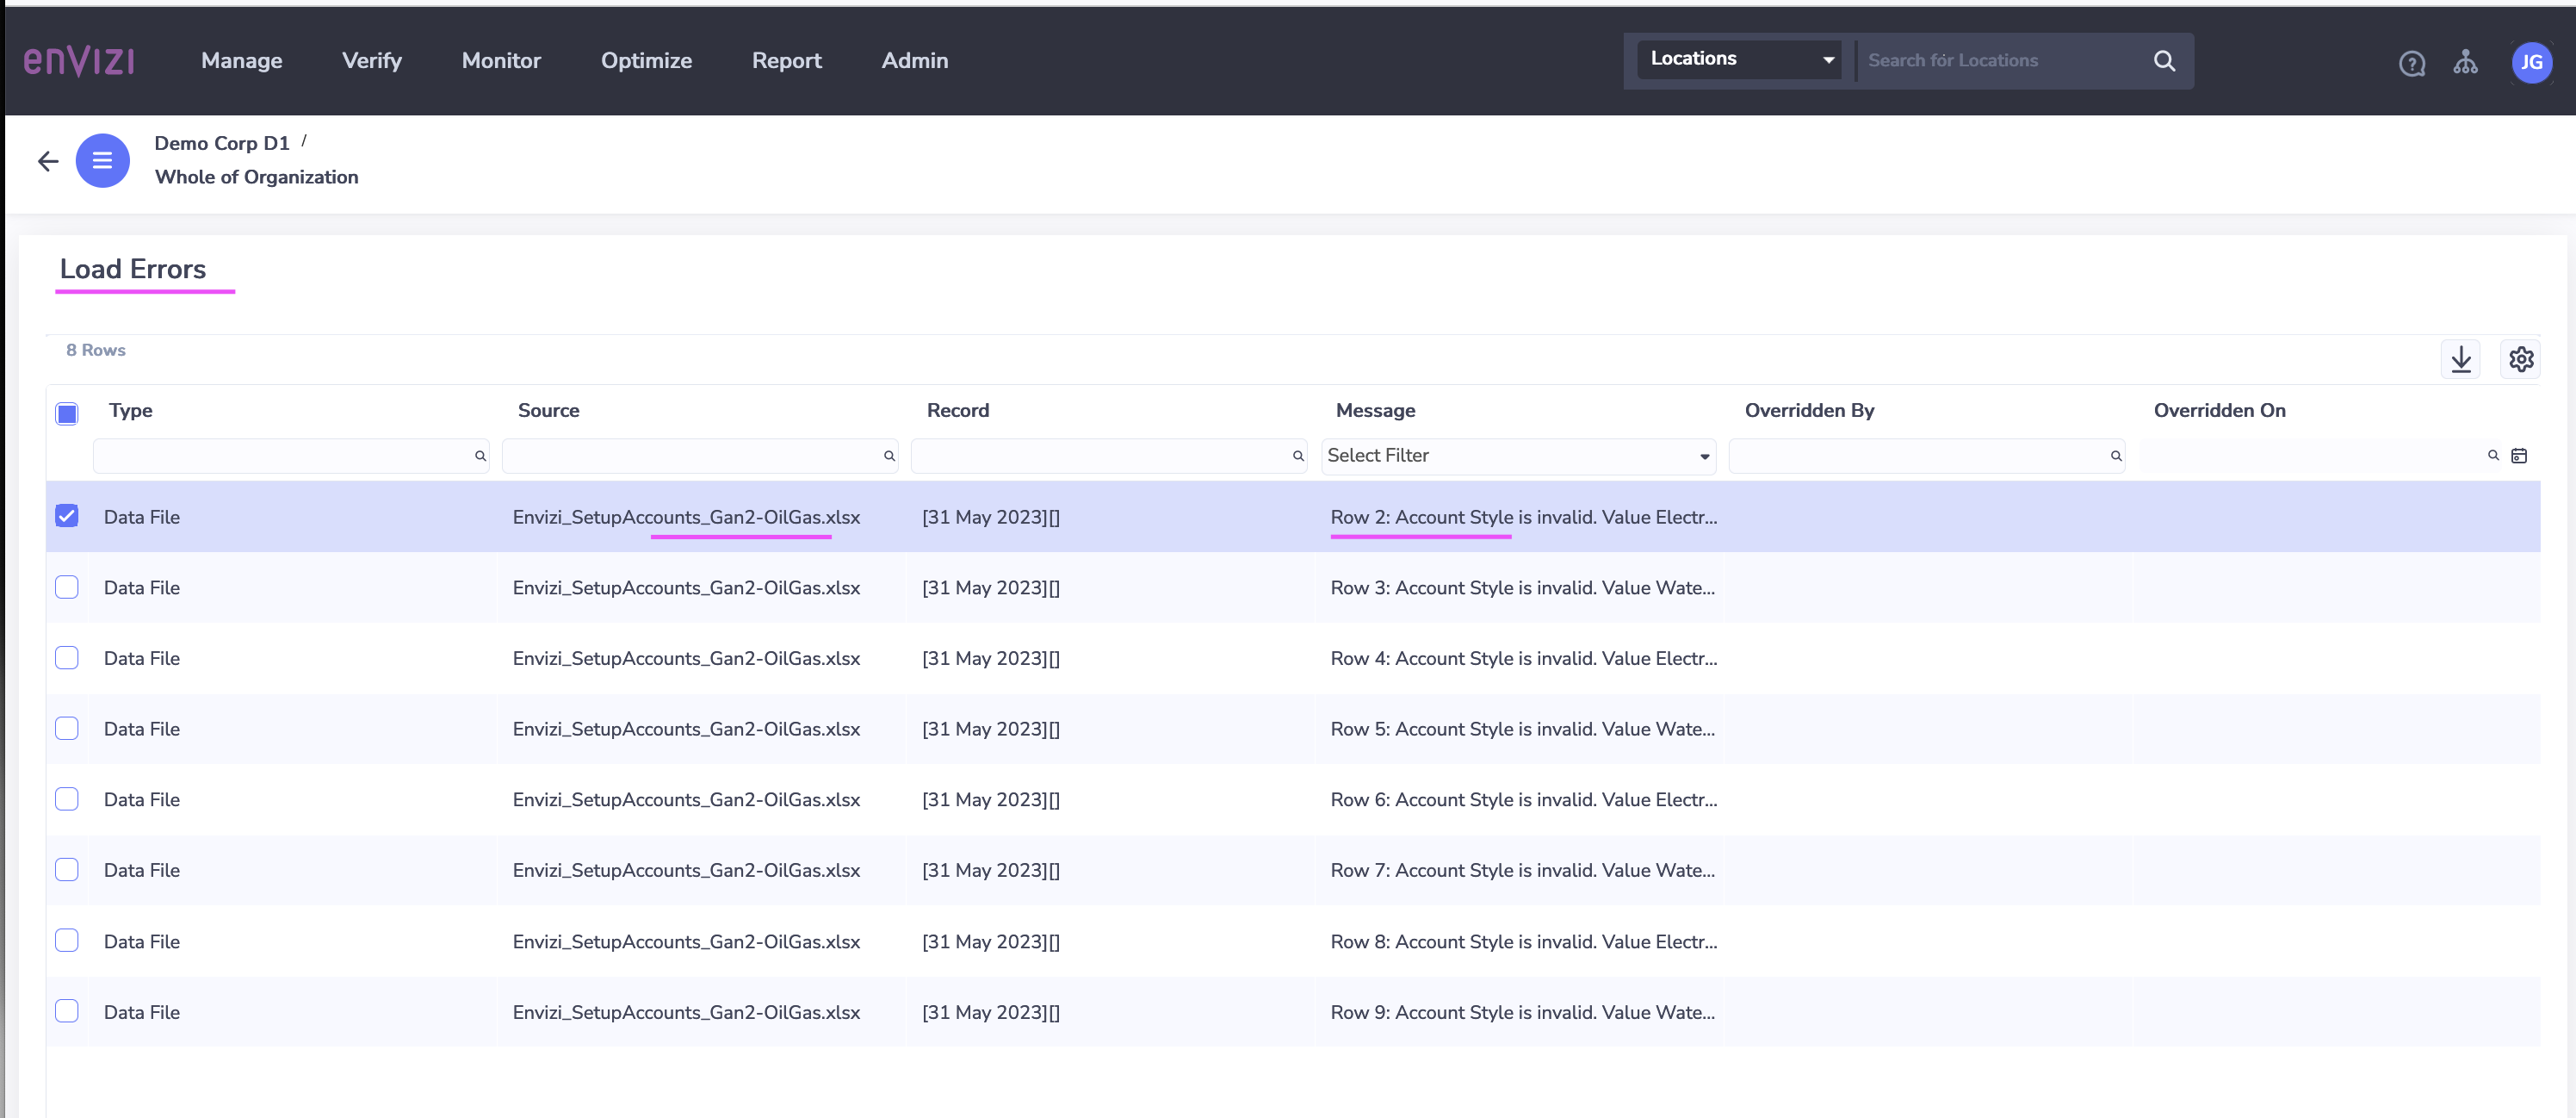 enVIZI Manage Verify Monitor Optimize Report Admin Locations Search for Locations ? JG
Demo Corp D1 /
Whole of Organization
Load Errors
8 Rows
Type Source Record Message Overridden By Overridden On
Select Filter
Data File Envizi_SetupAccounts_Gan2-OilGas.xlsx [31 May 2023][] Row 2: Account Style is invalid. Value Electr...
Data File Envizi_SetupAccounts_Gan2-OilGas.xlsx [31 May 2023][] Row 3: Account Style is invalid. Value Wate...
Data File Envizi_SetupAccounts_Gan2-OilGas.xlsx [31 May 2023][] Row 4: Account Style is invalid. Value Electr...
Data File Envizi_SetupAccounts_Gan2-OilGas.xlsx [31 May 2023][] Row 5: Account Style is invalid. Value Wate...
Data File Envizi_SetupAccounts_Gan2-OilGas.xlsx [31 May 2023][] Row 6: Account Style is invalid. Value Electr...
Data File Envizi_SetupAccounts_Gan2-OilGas.xlsx [31 May 2023][] Row 7: Account Style is invalid. Value Wate...
Data File Envizi_SetupAccounts_Gan2-OilGas.xlsx [31 May 2023][] Row 8: Account Style is invalid. Value Electr...
Data File Envizi_SetupAccounts_Gan2-OilGas.xlsx [31 May 2023][] Row 9: Account Style is invalid. Value Wate...